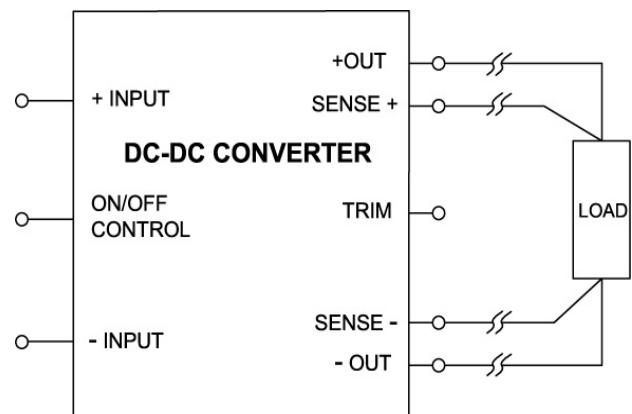 +OUT
+ INPUT
SENSE +
DC-DC CONVERTER
ON/OFF
CONTROL
TRIM
LOAD
SENSE -
- INPUT
- OUT